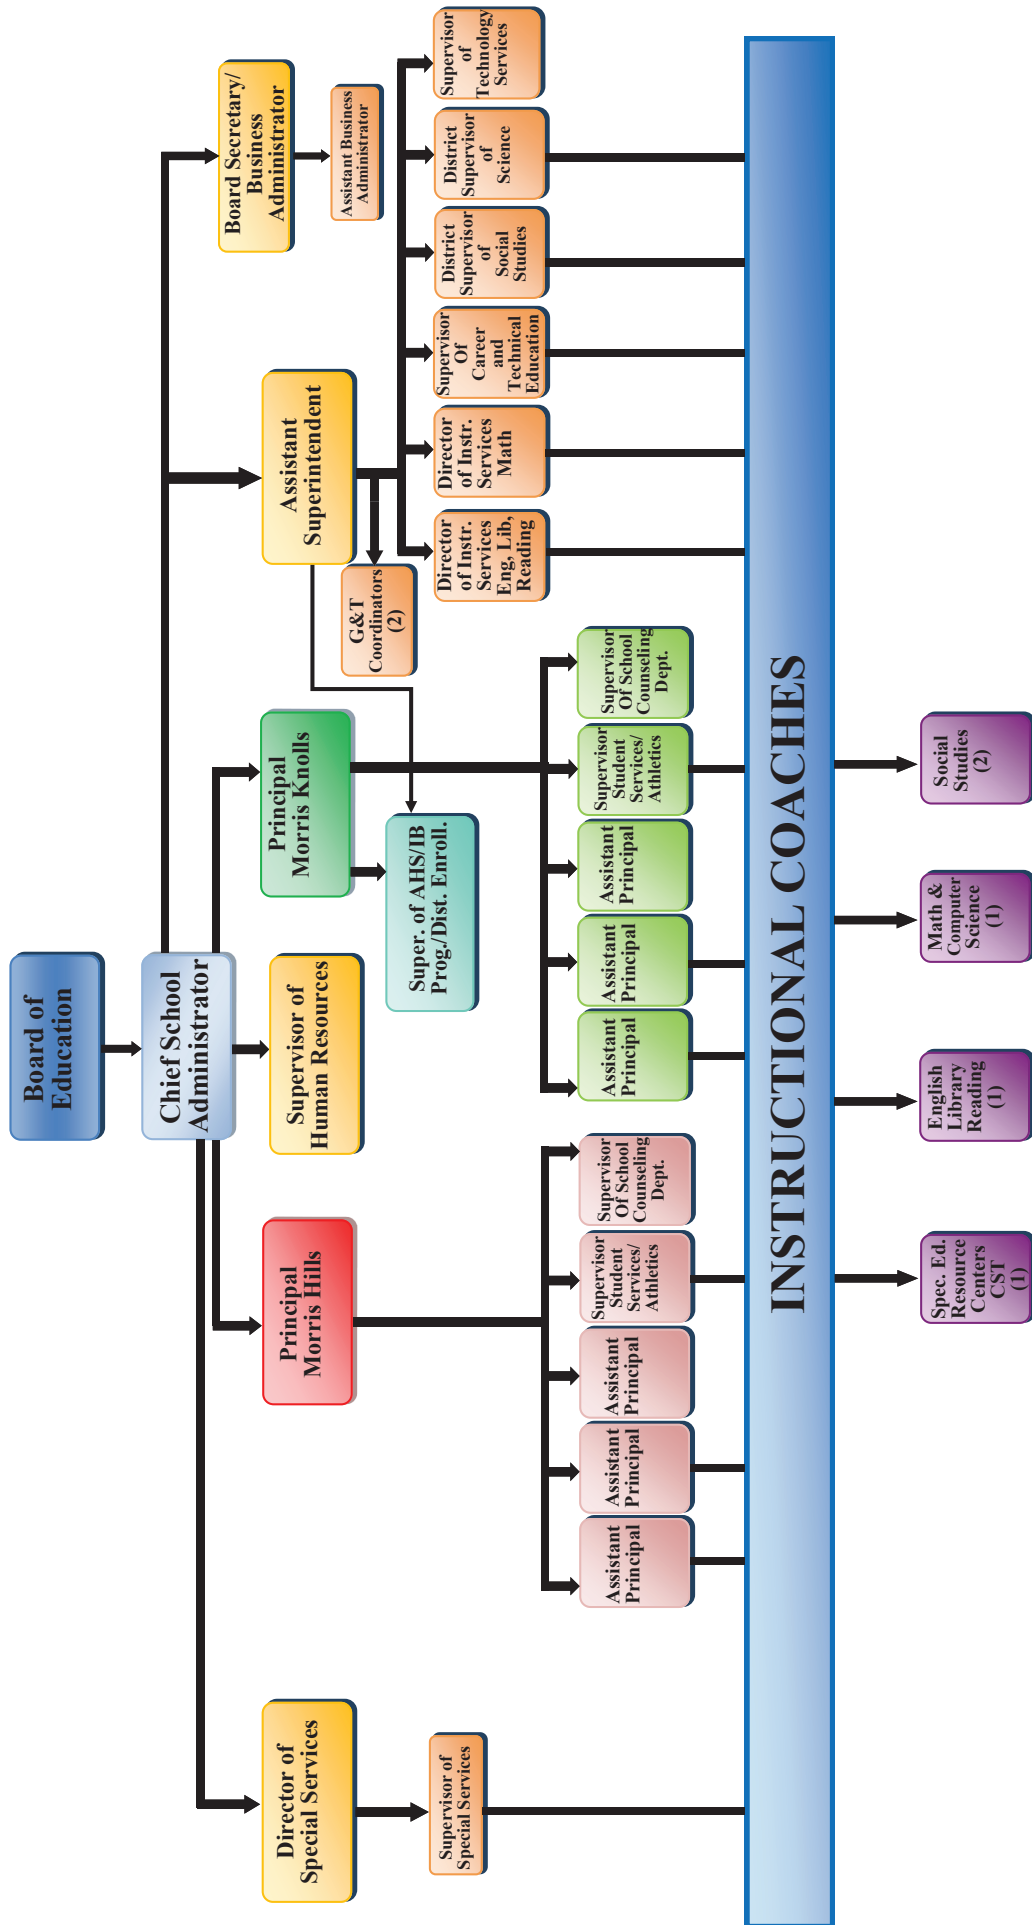 Board of
Education
Chief School
Administrator
Director of
Special Services
Principal
Morris Hills
Supervisor of
Human Resources
Principal
Morris Knolls
Assistant
Superintendent
Board Secretary/
Business
Administrator
Assistant Business
Administrator
G&T
Coordinators
(2)
Super. of AHS/IB
Prog./Dist. Enroll.
Supervisor of
Special Services
Director
of Instr.
Services
Eng, Lib,
Reading
Director
of Instr.
Services
Math
Supervisor
Of
Career
and
Technical
Education
District
Supervisor
of
Social
Studies
District
Supervisor
of
Science
Supervisor
of
Technology
Services
Assistant
Principal
Assistant
Principal
Assistant
Principal
Supervisor
Student
Services/
Athletics
Supervisor
Of School
Counseling
Dept.
Assistant
Principal
Assistant
Principal
Assistant
Principal
Supervisor
Student
Services/
Athletics
Supervisor
Of School
Counseling
Dept.
INSTRUCTIONAL COACHES
Spec. Ed.
Resource
Centers
CST
(1)
English
Library
Reading
(1)
Math &
Computer
Science
(1)
Social
Studies
(2)